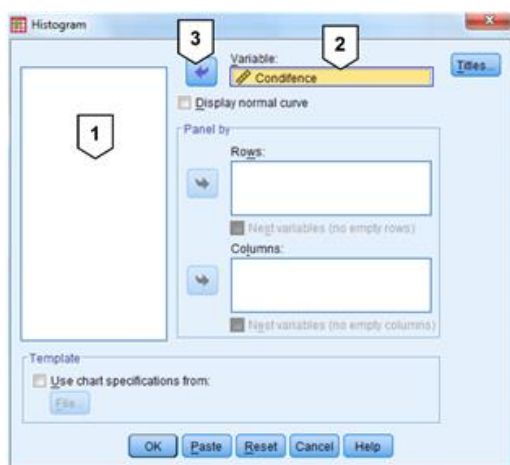 Histogram
3
2
Variable:
Condifence
Titles...
Display normal curve
1
Panel by
Rows:
Nest variables (no empty rows)
Columns:
Nest variables (no empty columns)
Template
Use chart specifications from:
File...
OK Paste Reset Cancel Help